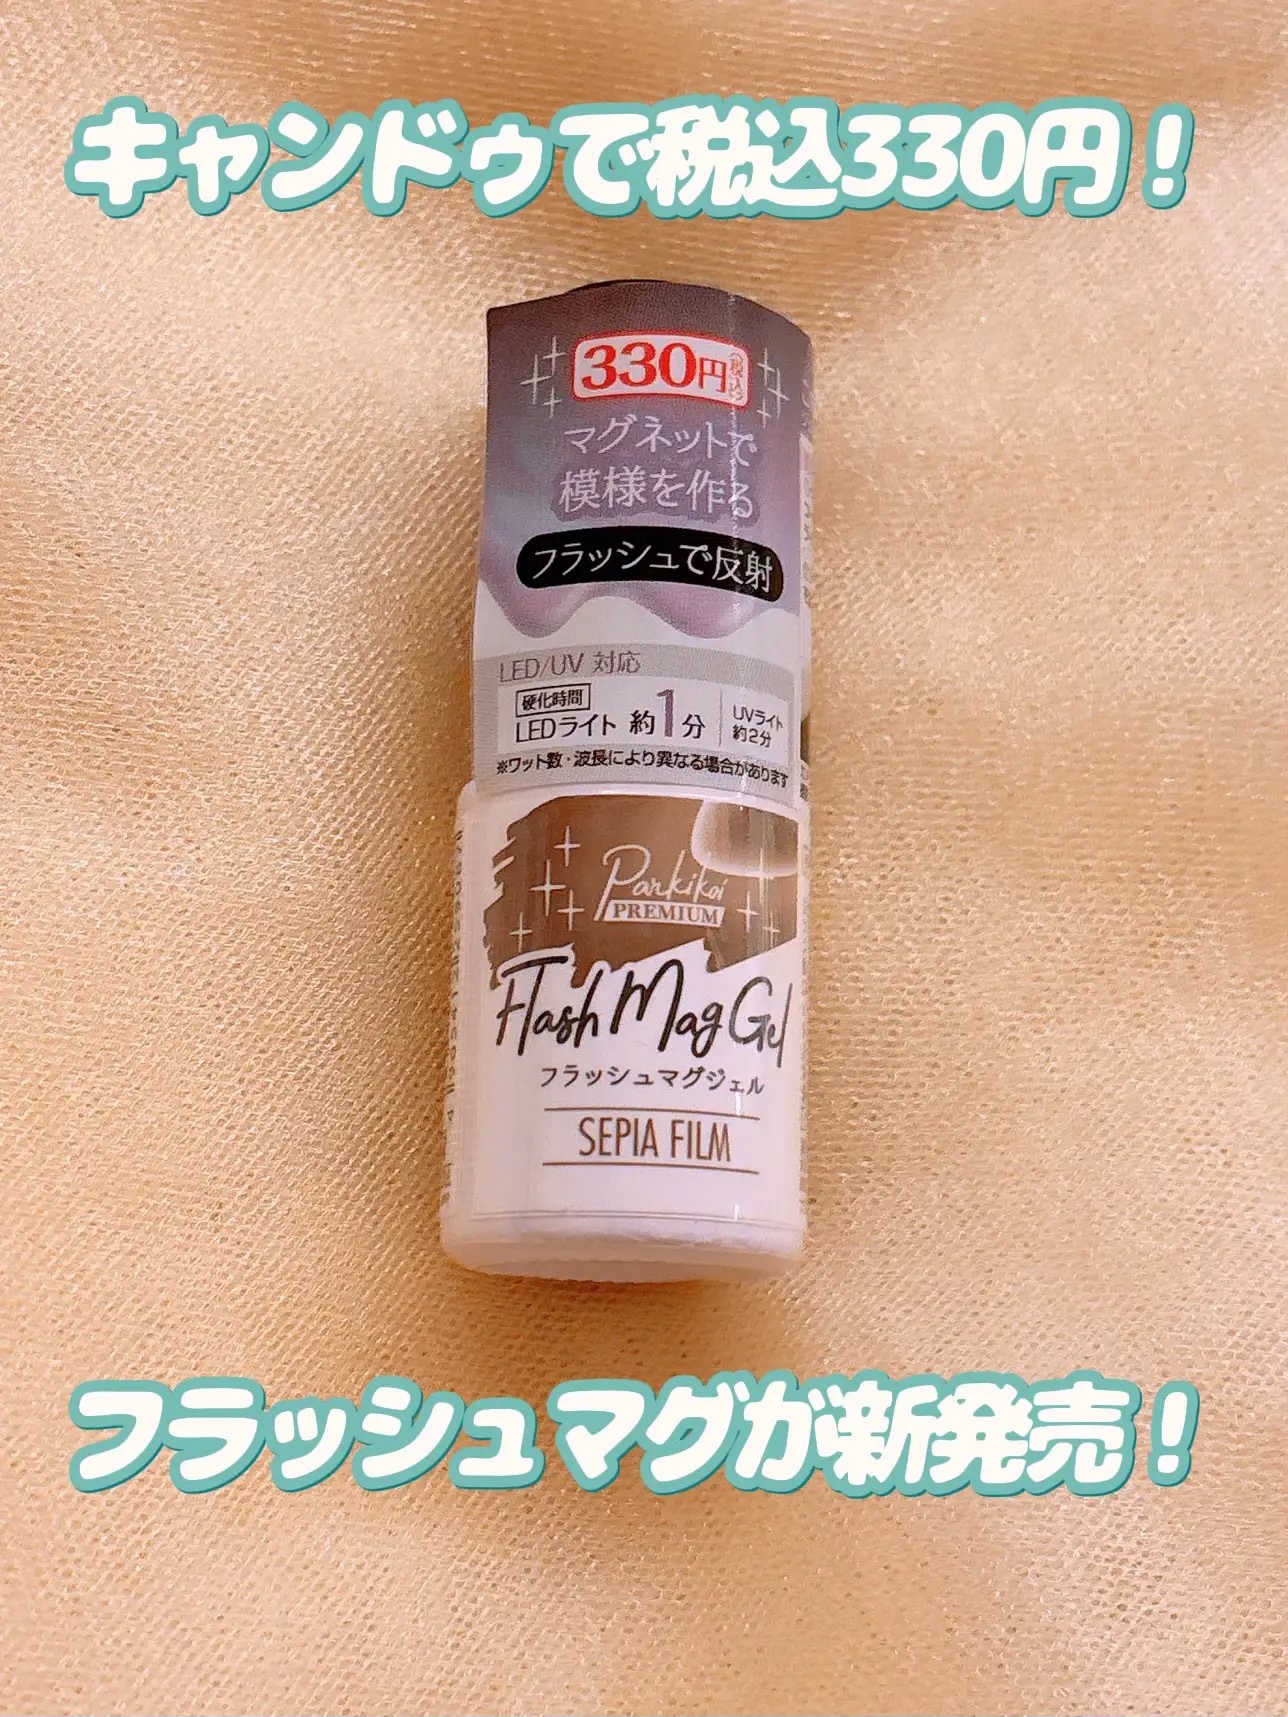 キャンドゥで税込330円！
330円(税込)
マグネットで
模様を作る
フラッシュで反射
LED/UV 対応
硬化時間
LEDライト 約1分
UVライト
約2分
※ワット数・波長により異なる場合があります
Parkikoi
PREMIUM
Flash Mag Gel
フラッシュマグジェル
SEPIA FILM
フラッシュマグが新発売！